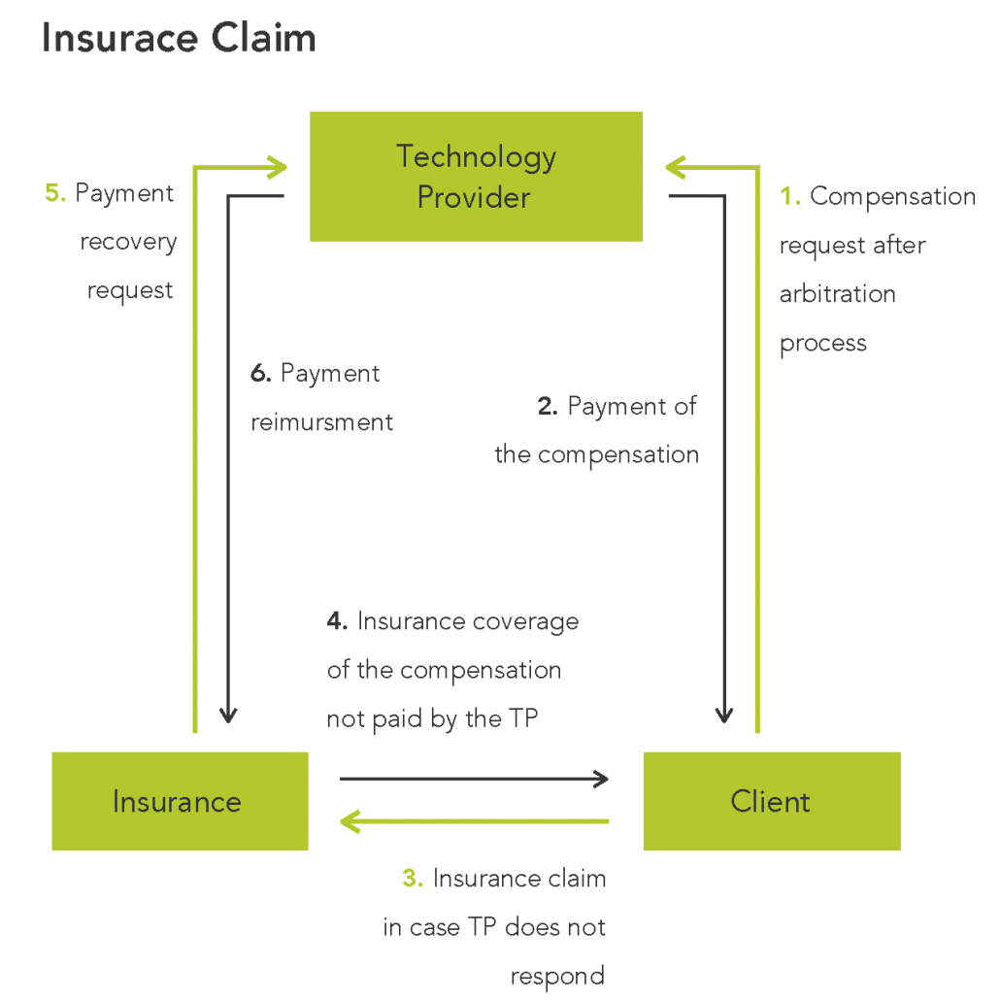 Insurace Claim
Technology
Provider
5. Payment
recovery
request
1. Compensation
request after
arbitration
process
6. Payment
reimursment
2. Payment of
the compensation
4. Insurance coverage
of the compensation
not paid by the TP
Insurance
Client
3. Insurance claim
in case TP does not
respond